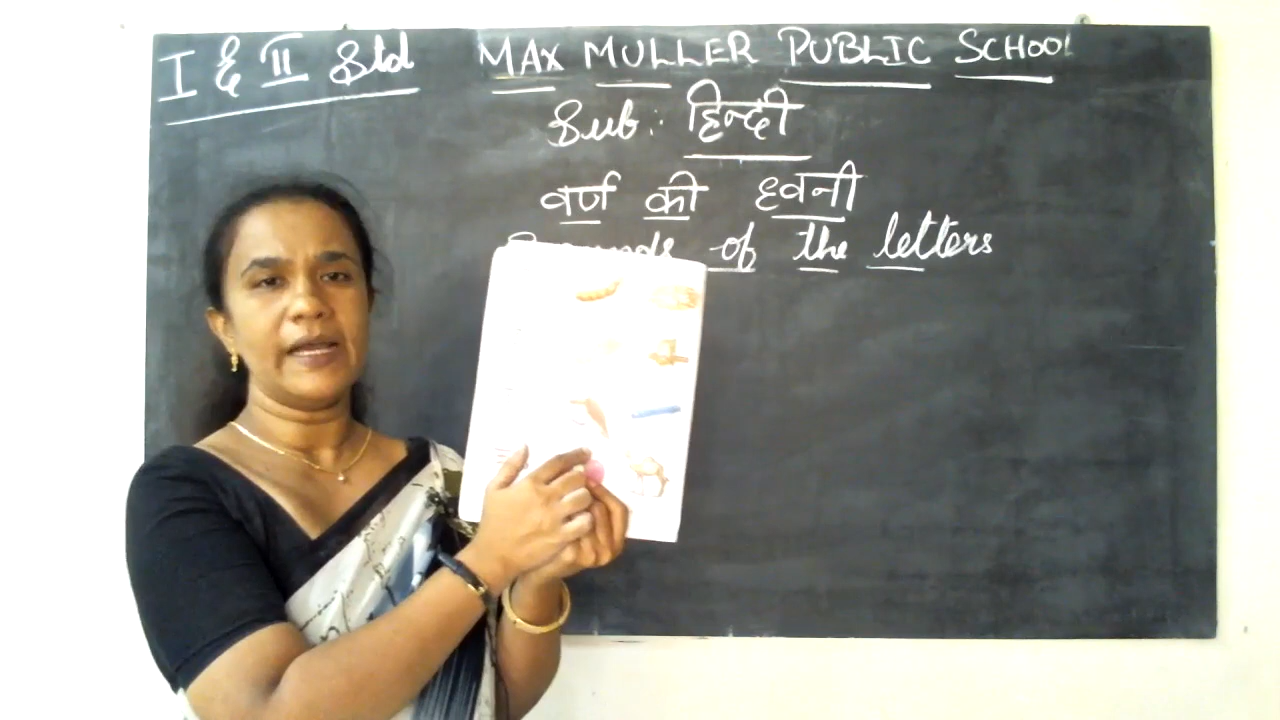 I & II Std MAX MULLER PUBLIC SCHOOL
Sub: हिन्दी
वर्ण की ध्वनी
of the letters